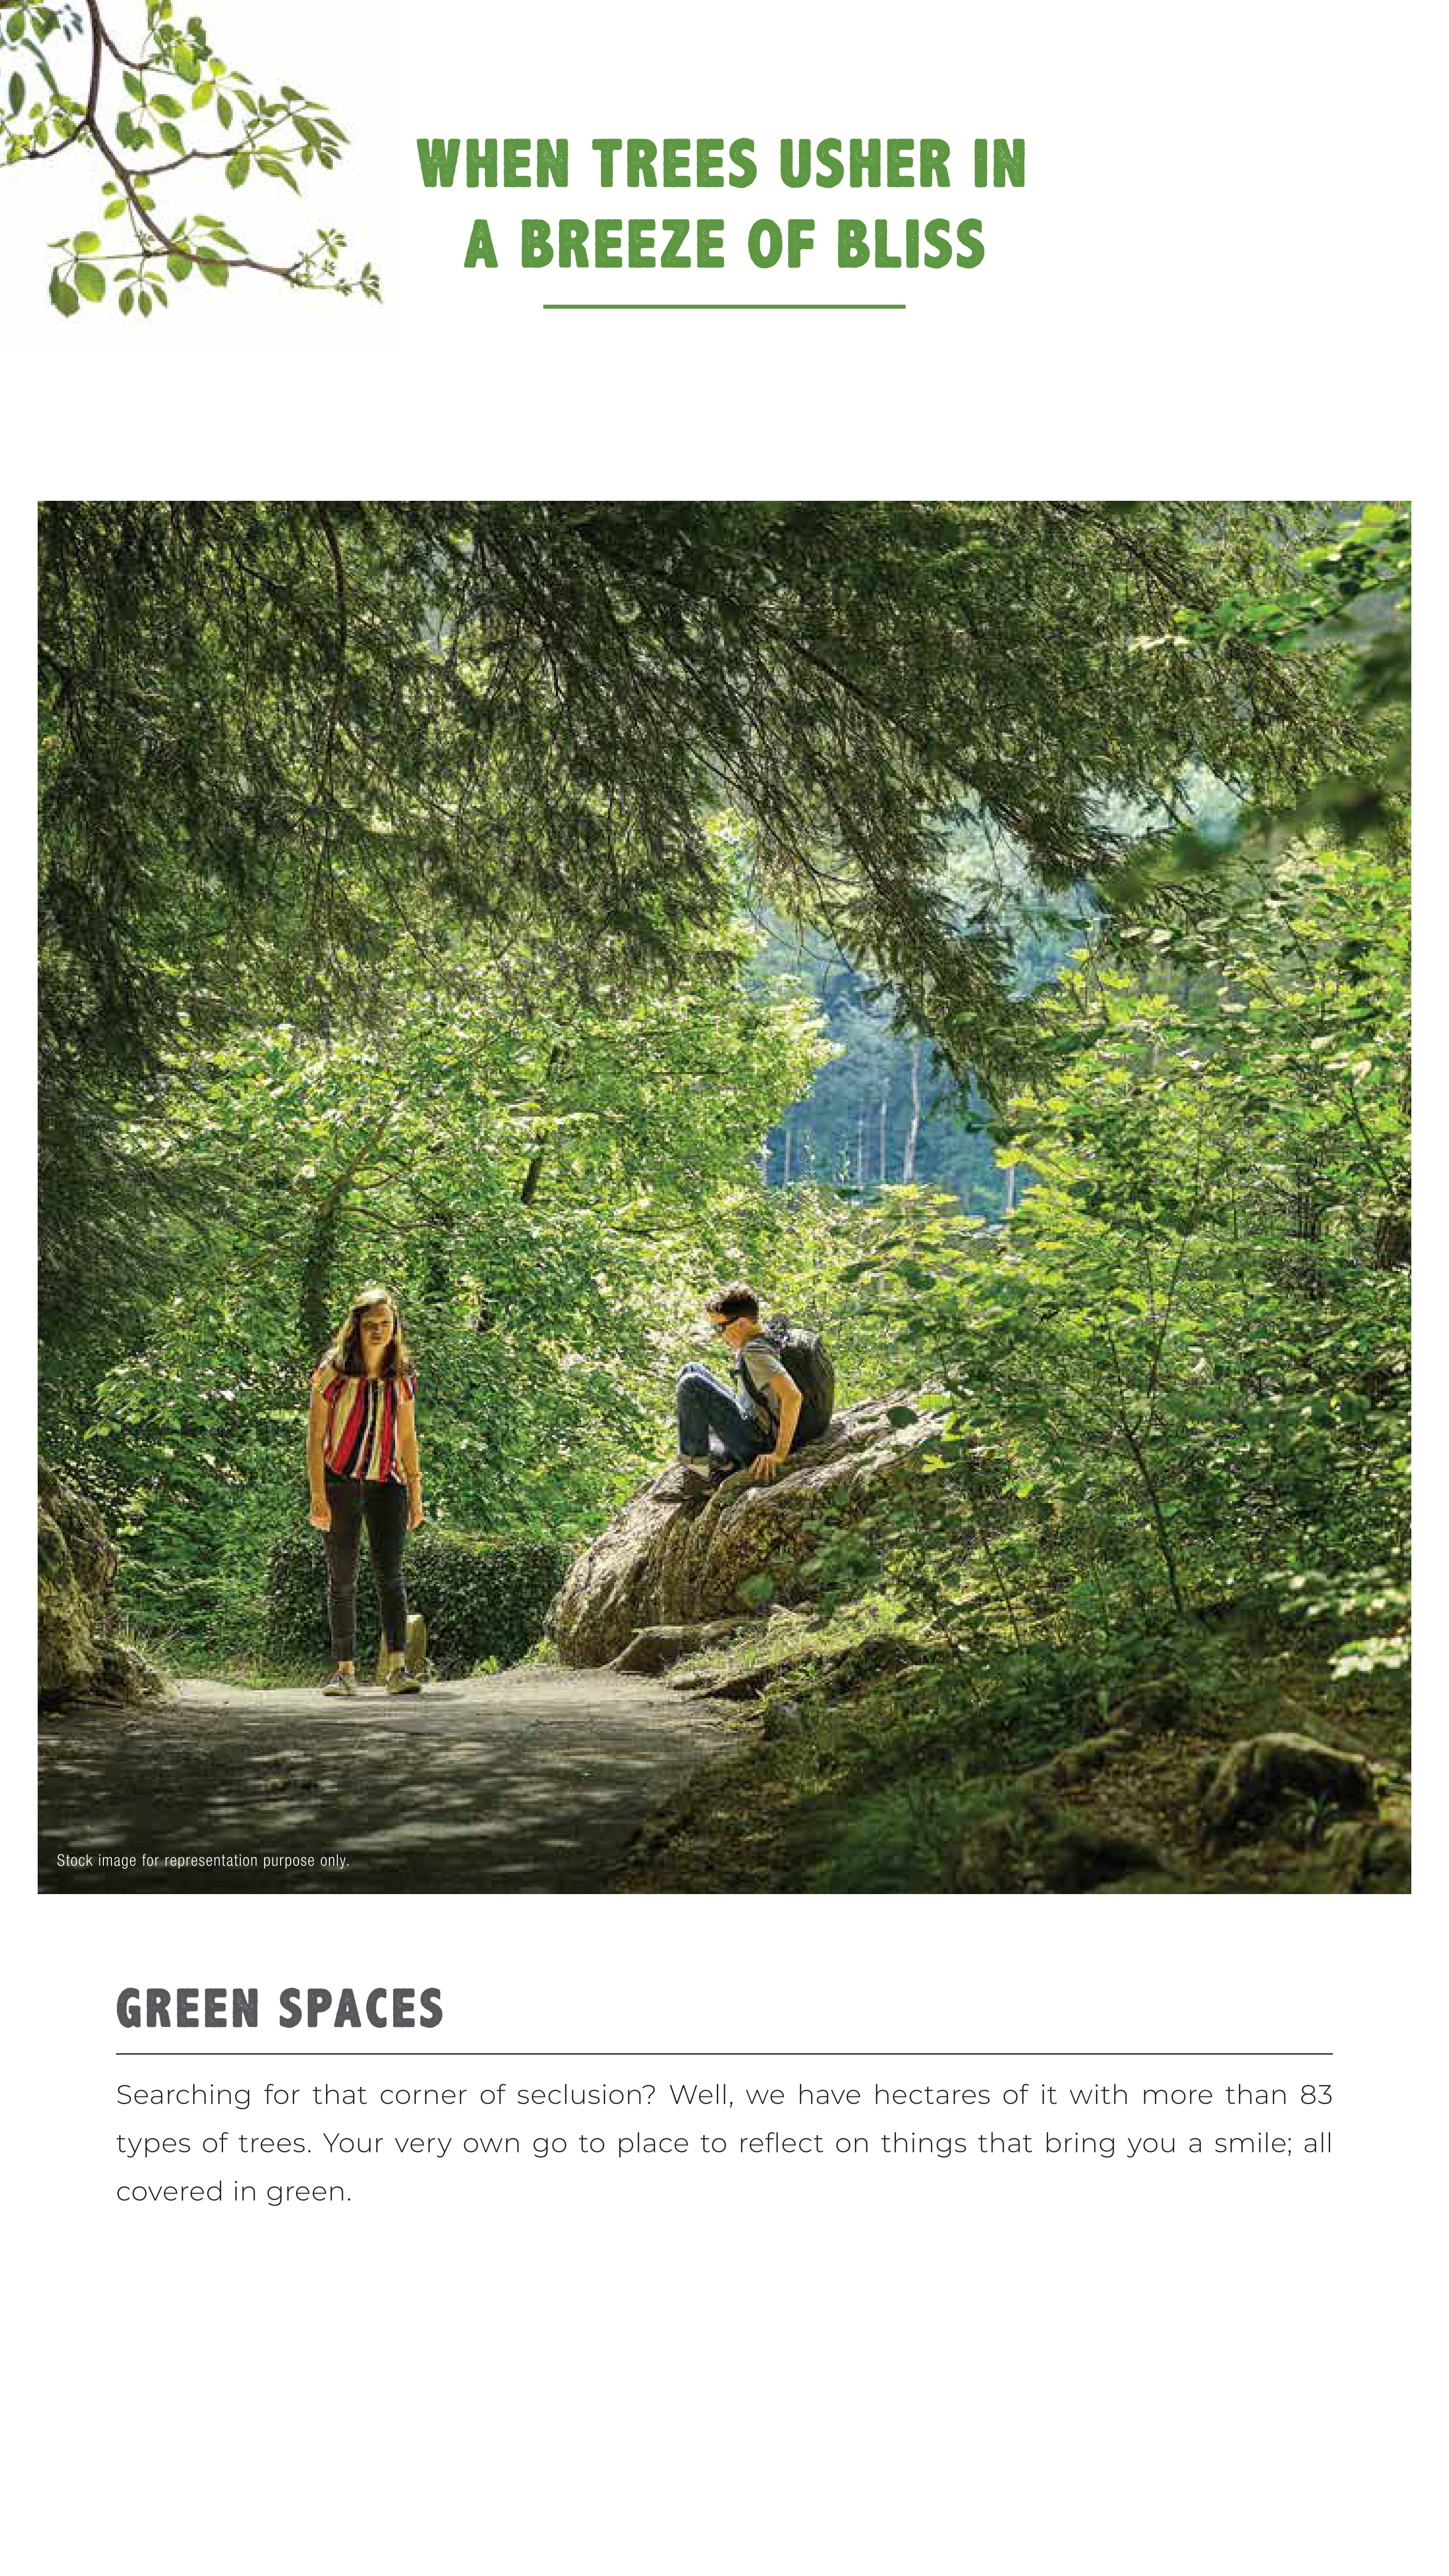 WHEN TREES USHER IN
A BREEZE OF BLISS
Stock image for representation purpose only.
GREEN SPACES
Searching for that corner of seclusion? Well, we have hectares of it with more than 83
types of trees. Your very own go to place to reflect on things that bring you a smile; all
covered in green.